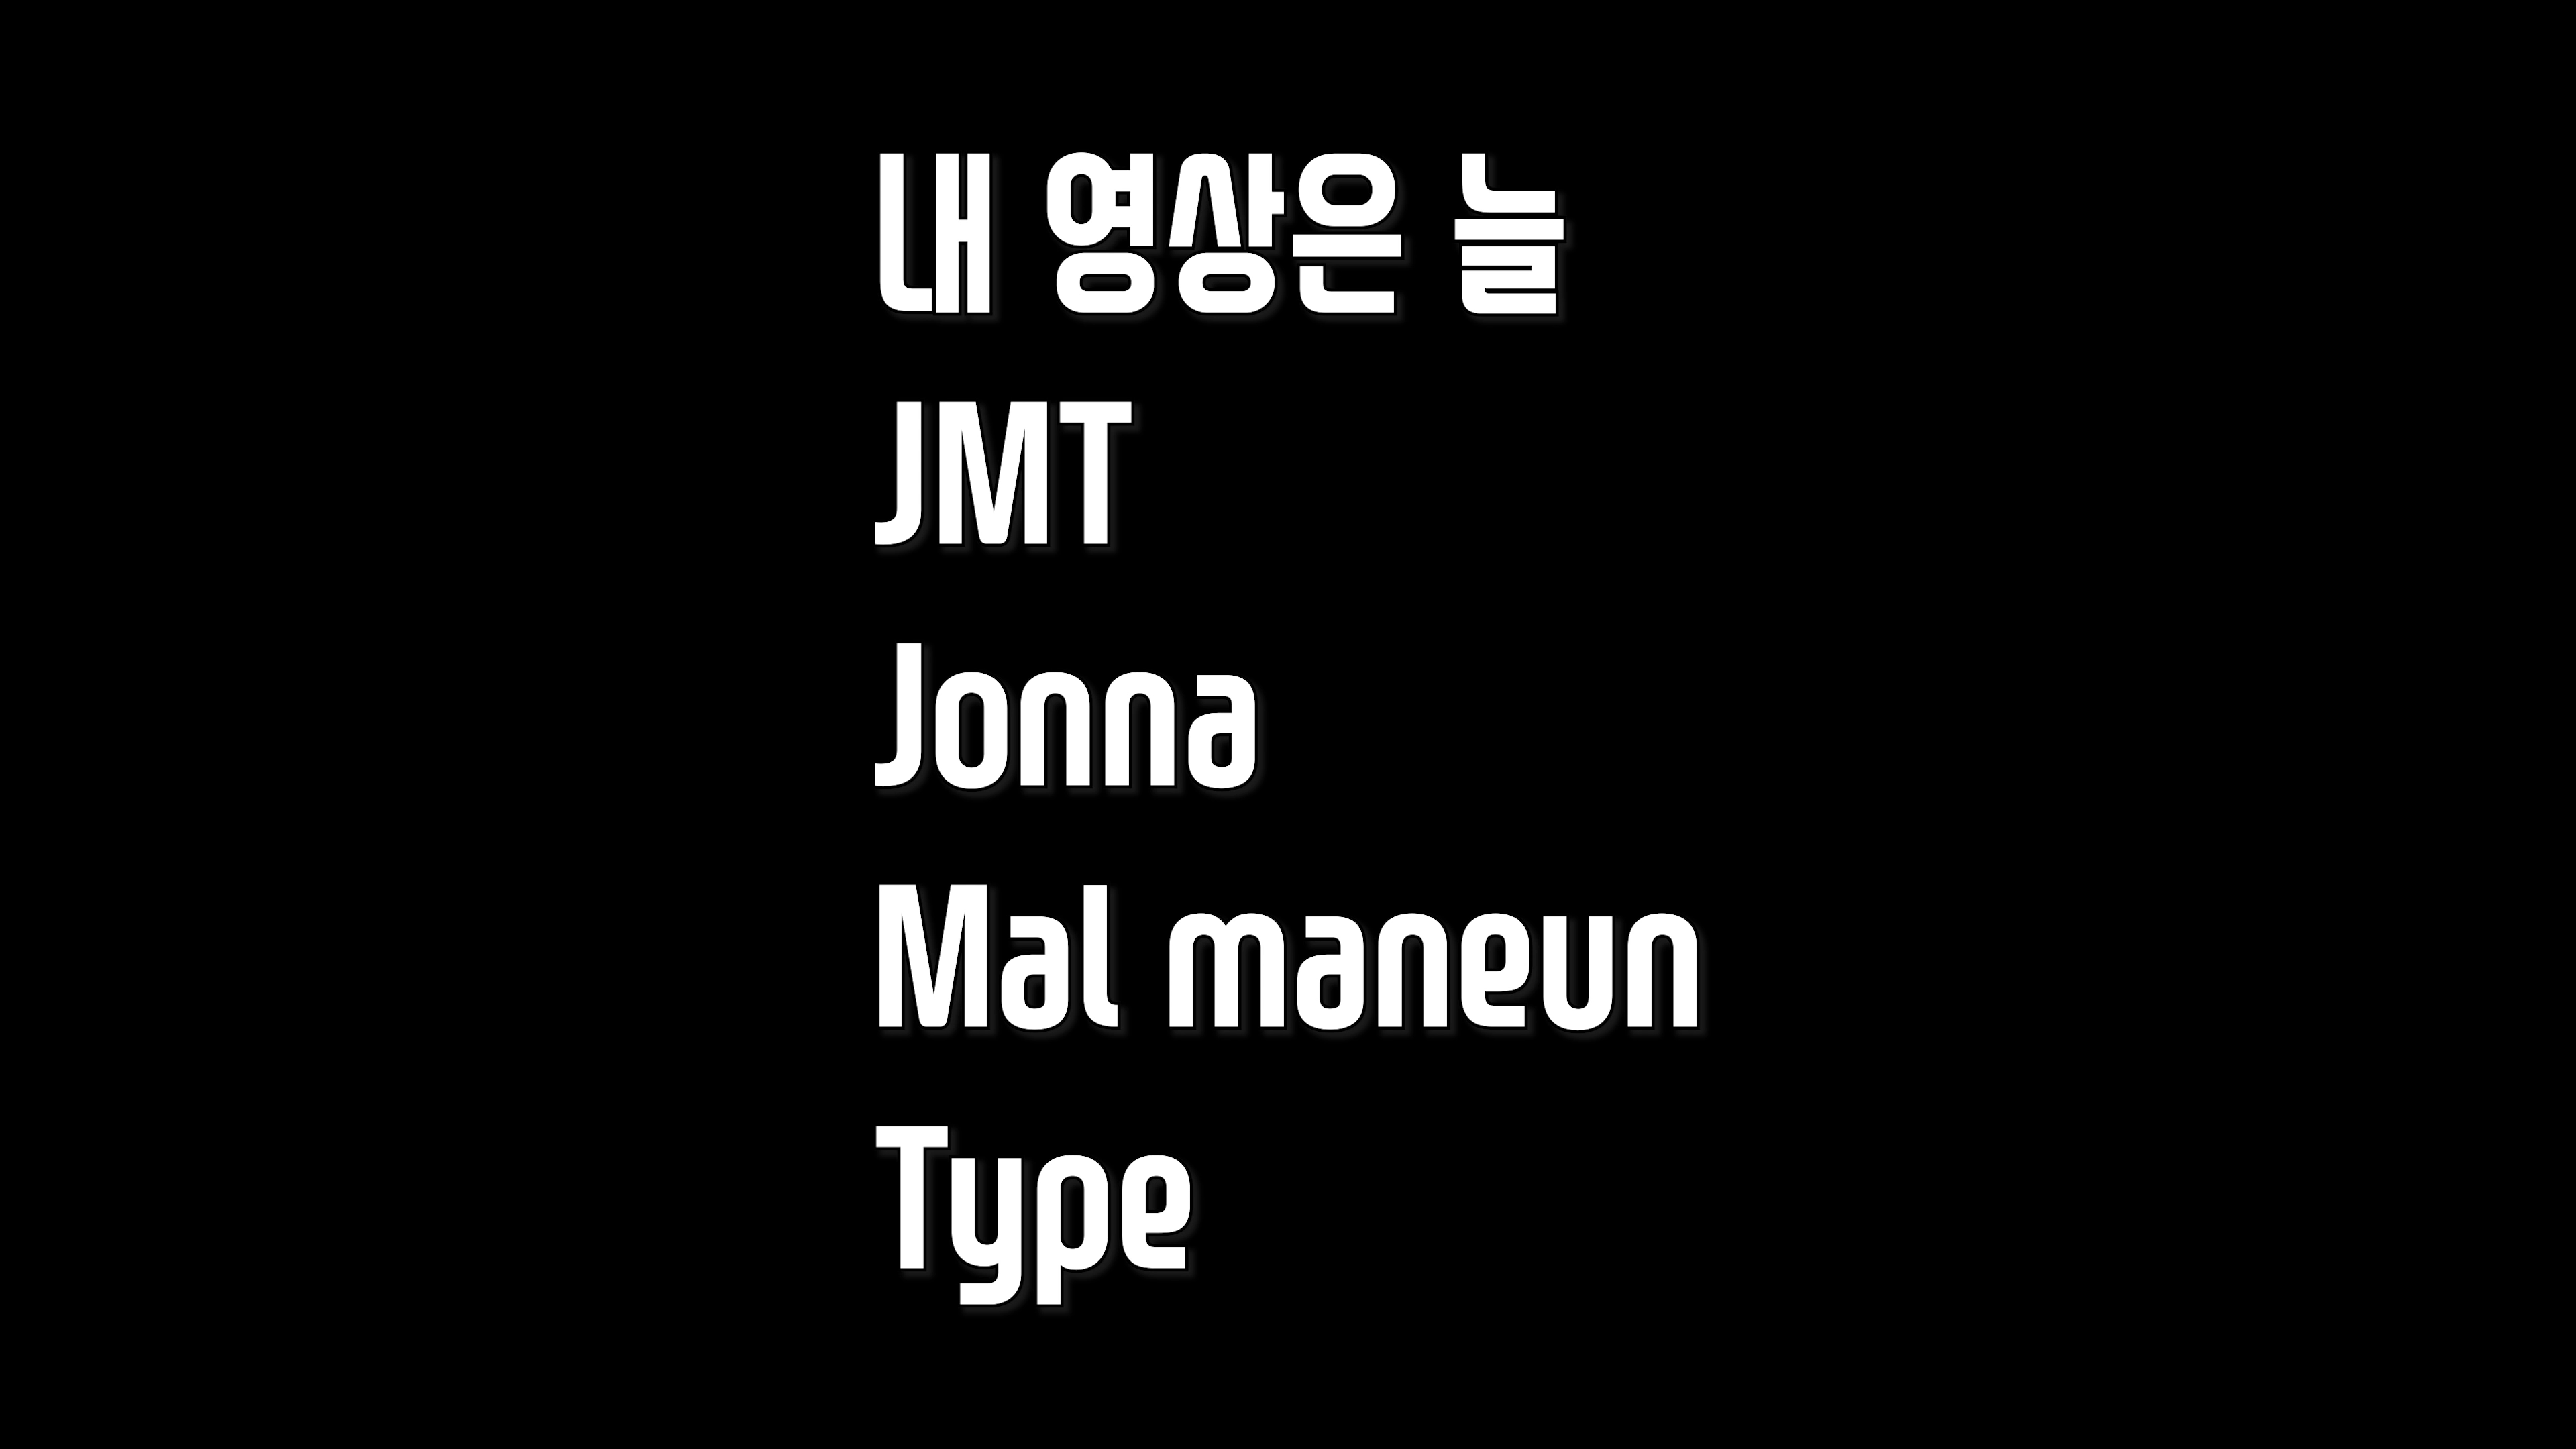 내 영상은 늘
JMT
Jonna
Mal maneun
Type